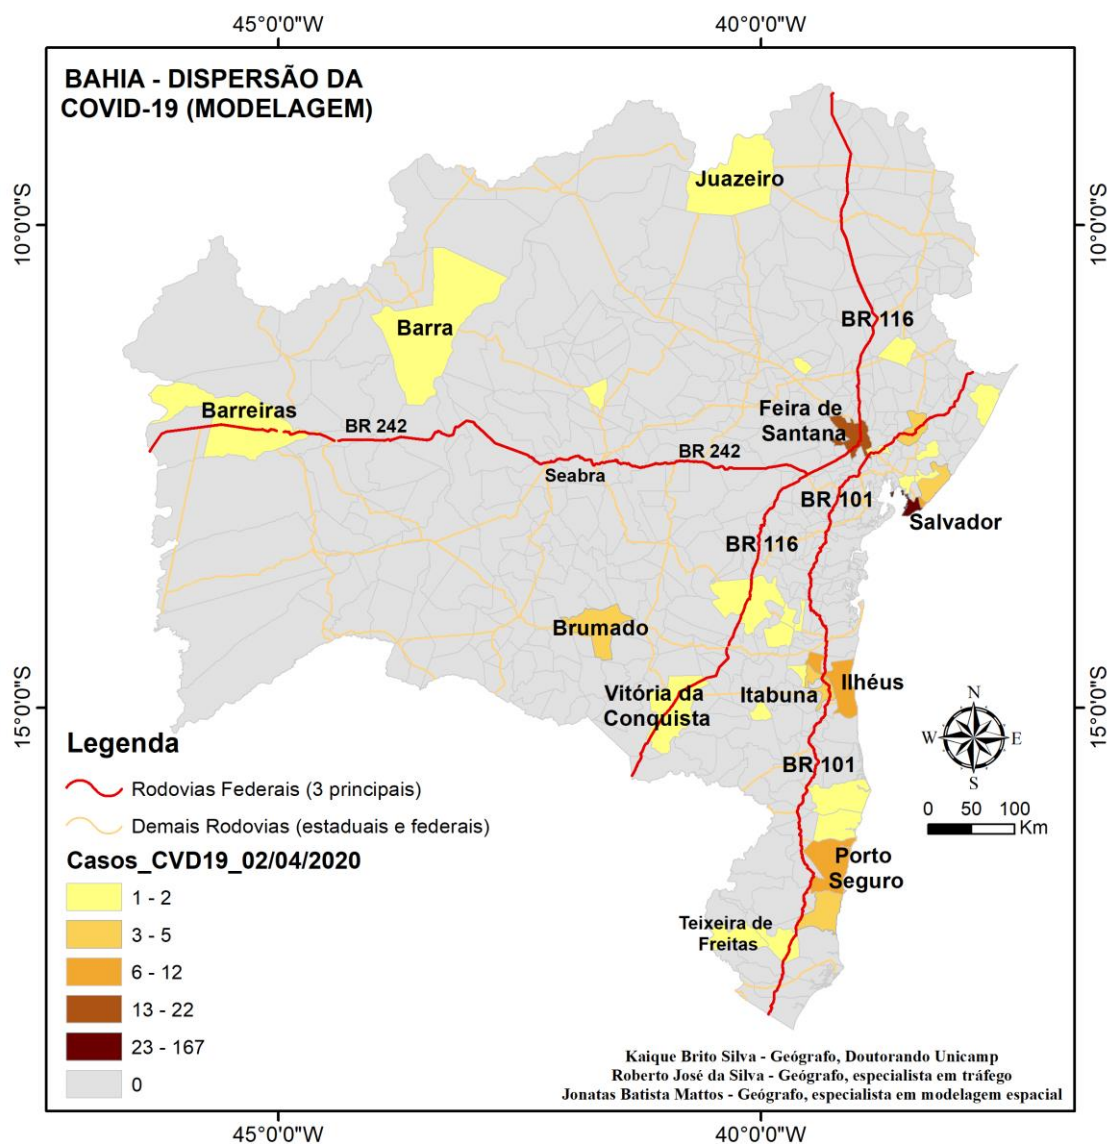 45°0'0"W
40°0'0"W
BAHIA - DISPERSÃO DA
COVID-19 (MODELAGEM)
10°0'0"S
10°0'0"S
Juazeiro
Barra
BR 116
Barreiras
BR 242
Feira de
Santana
BR 242
Seabra
BR 101
Salvador
BR 116
Brumado
Vitória da
Conquista
Itabuna
Ilhéus
15°0'0"S
15°0'0"S
N
W
E
S
BR 101
0 50 100
Km
Porto
Seguro
Teixeira de
Freitas
Legenda
Rodovias Federais (3 principais)
Demais Rodovias (estaduais e federais)
Casos_CVD19_02/04/2020
1 - 2
3 - 5
6 - 12
13 - 22
23 - 167
0
Kaique Brito Silva - Geógrafo, Doutorando Unicamp
Roberto José da Silva - Geógrafo, especialista em tráfego
Jonatas Batista Mattos - Geógrafo, especialista em modelagem espacial
45°0'0"W
40°0'0"W